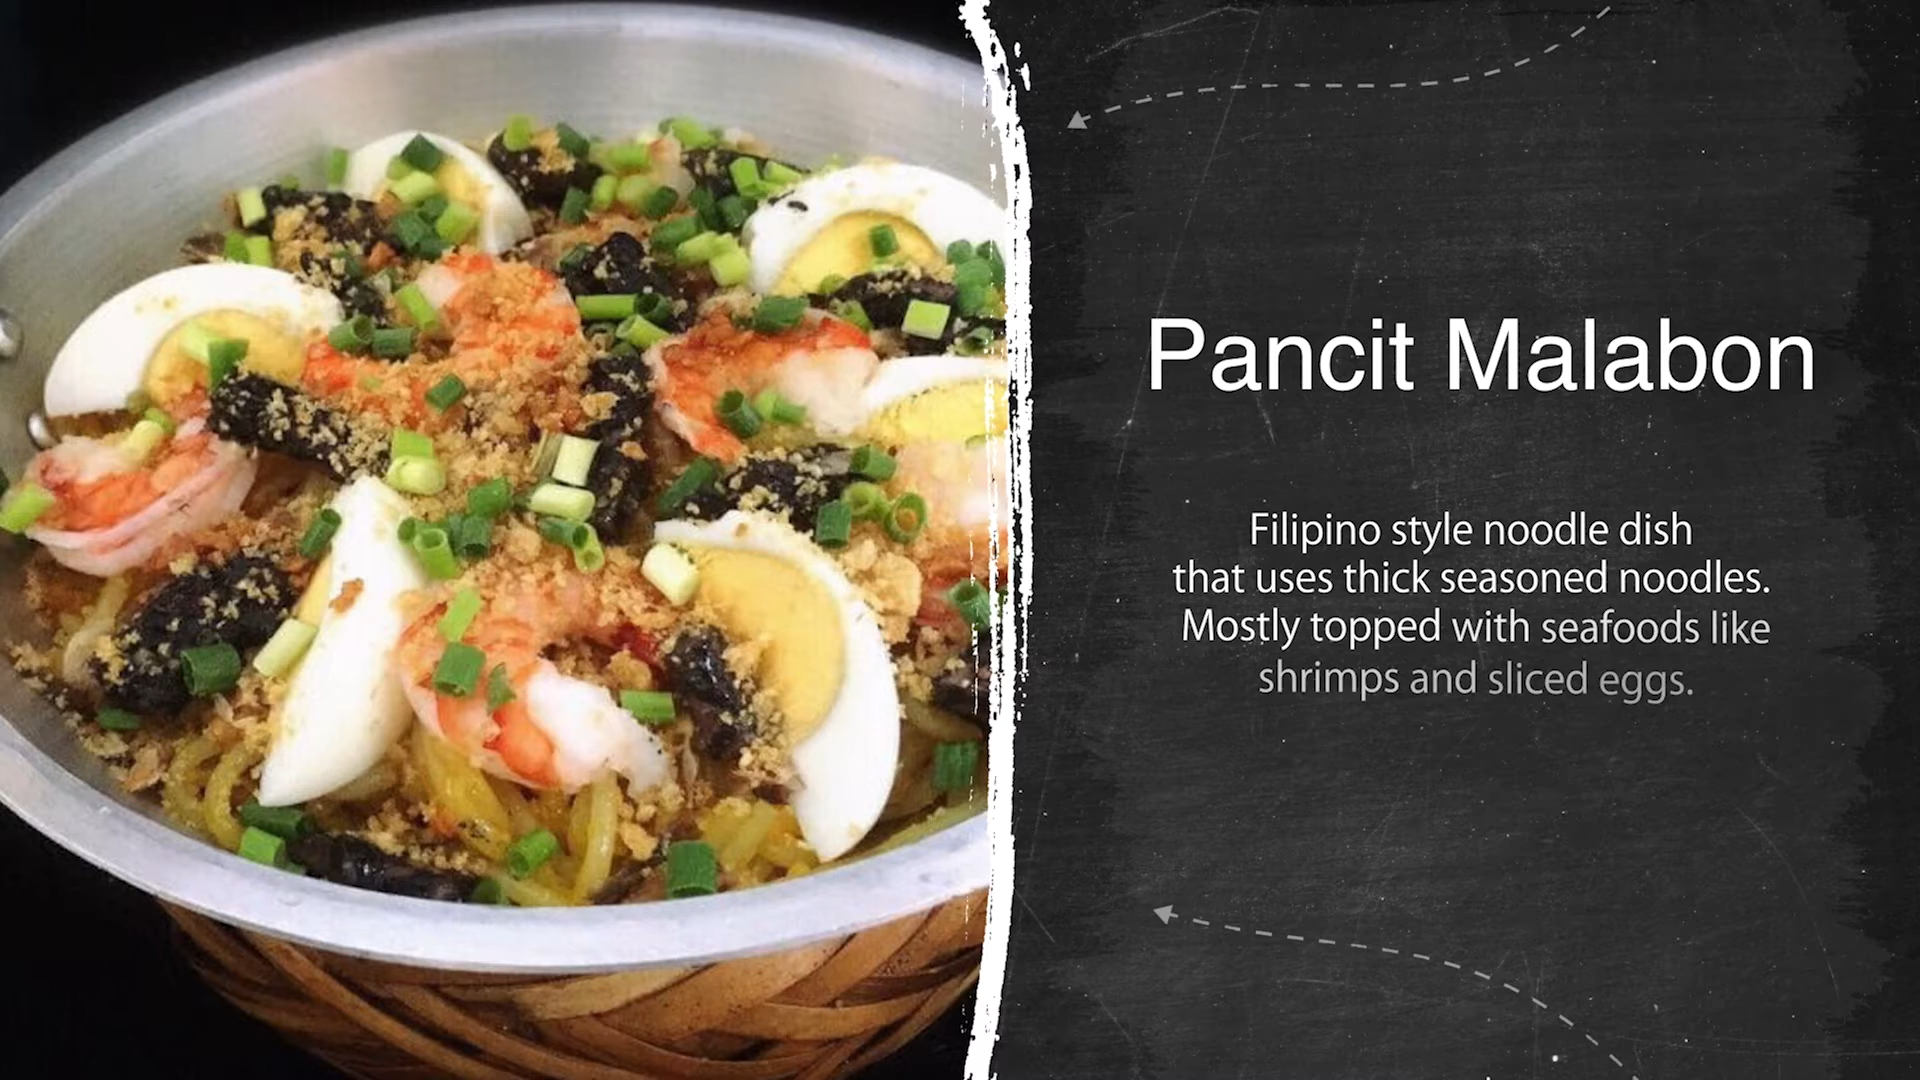 Pancit Malabon
Filipino style noodle dish
that uses thick seasoned noodles.
Mostly topped with seafoods like
shrimps and sliced eggs.